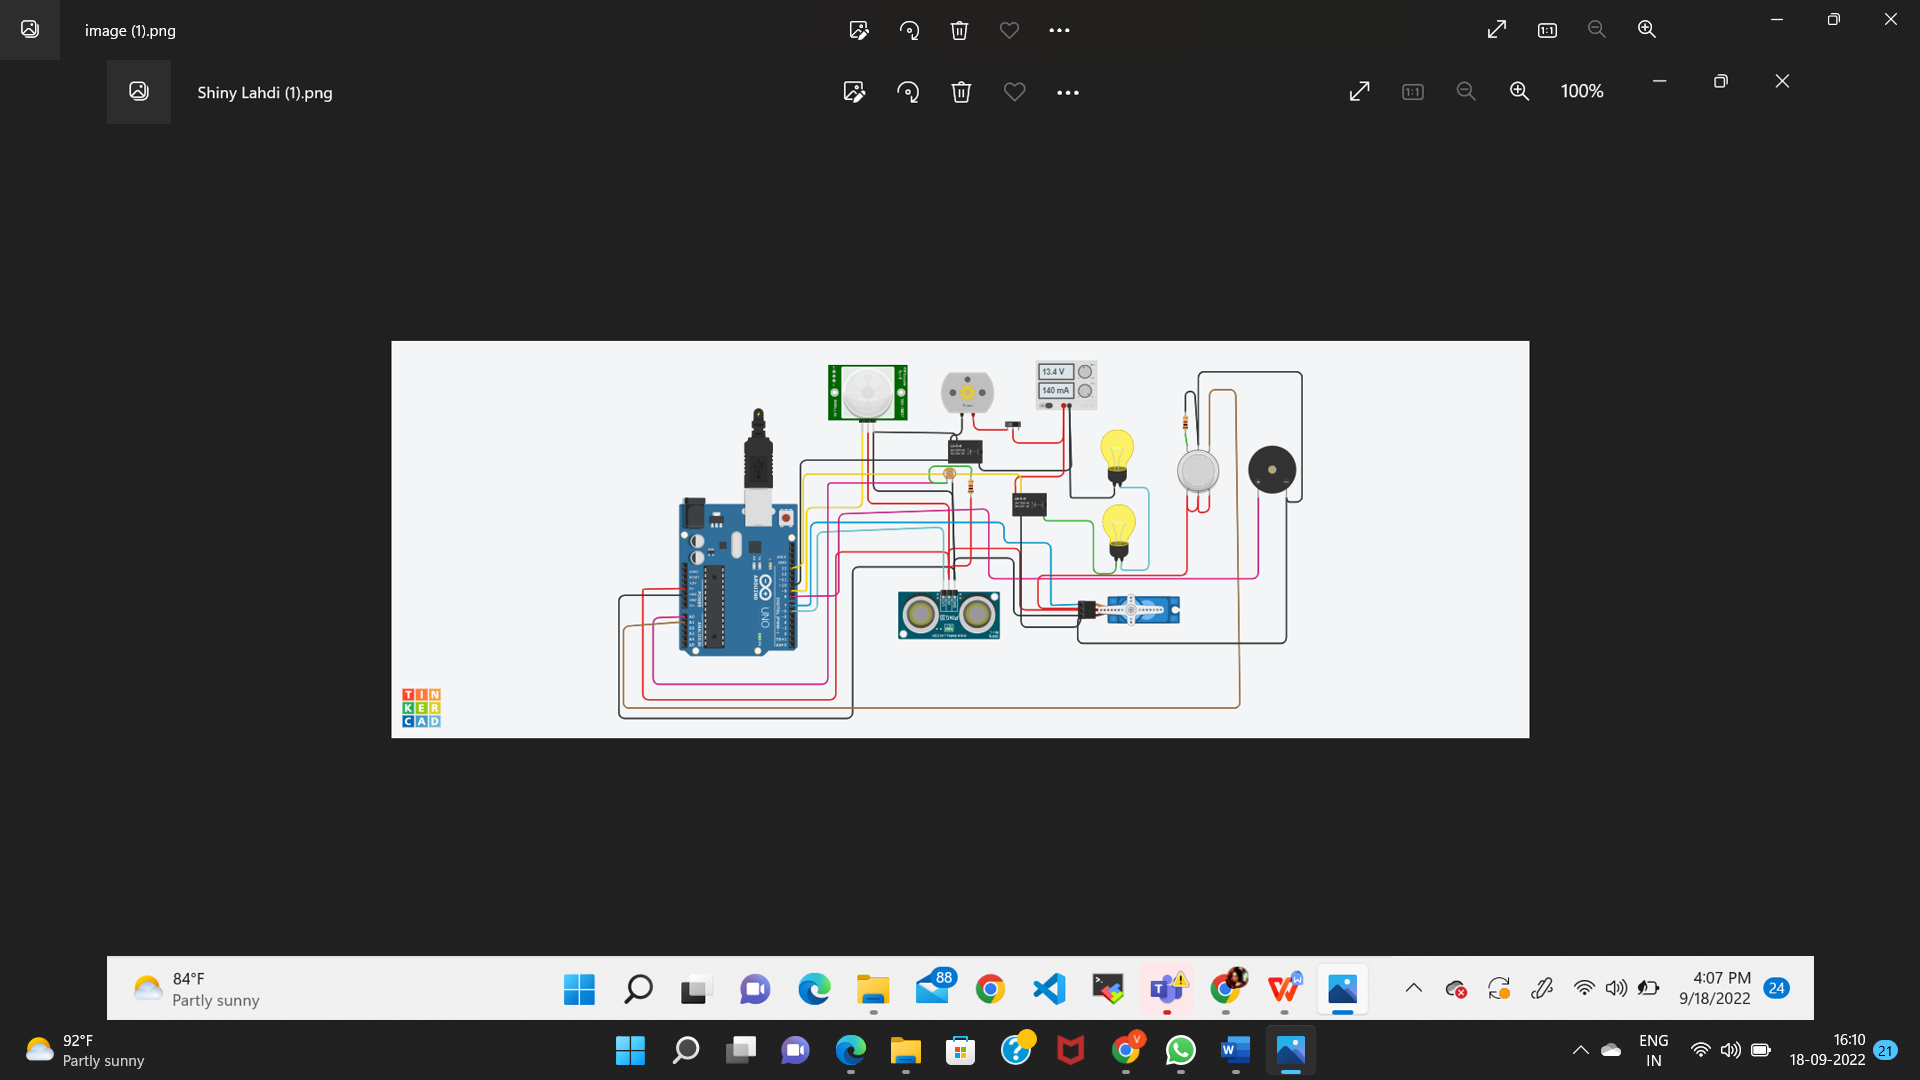 image (1).png
Shiny Lahdi (1).png
100%
13.4 V
140 mA
ARDUINO
UNO
TIN
KER
CAD
84°F
Partly sunny
88
4:07 PM
9/18/2022
24
92°F
Partly sunny
ENG
IN
16:10
18-09-2022
21